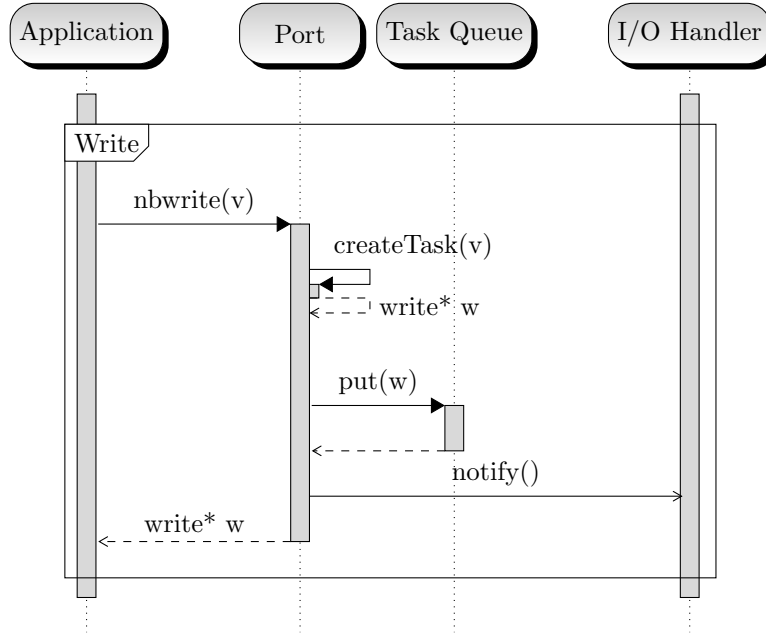 Application
Port
Task Queue
I/O Handler
Write
nbwrite(v)
createTask(v)
write* w
put(w)
notify()
write* w